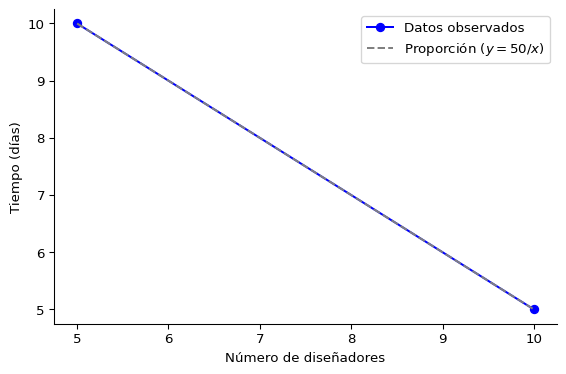 Datos observados
Proporción (y = 50/x)
10
9
8
7
6
5
Tiempo (días)
5 6 7 8 9 10
Número de diseñadores